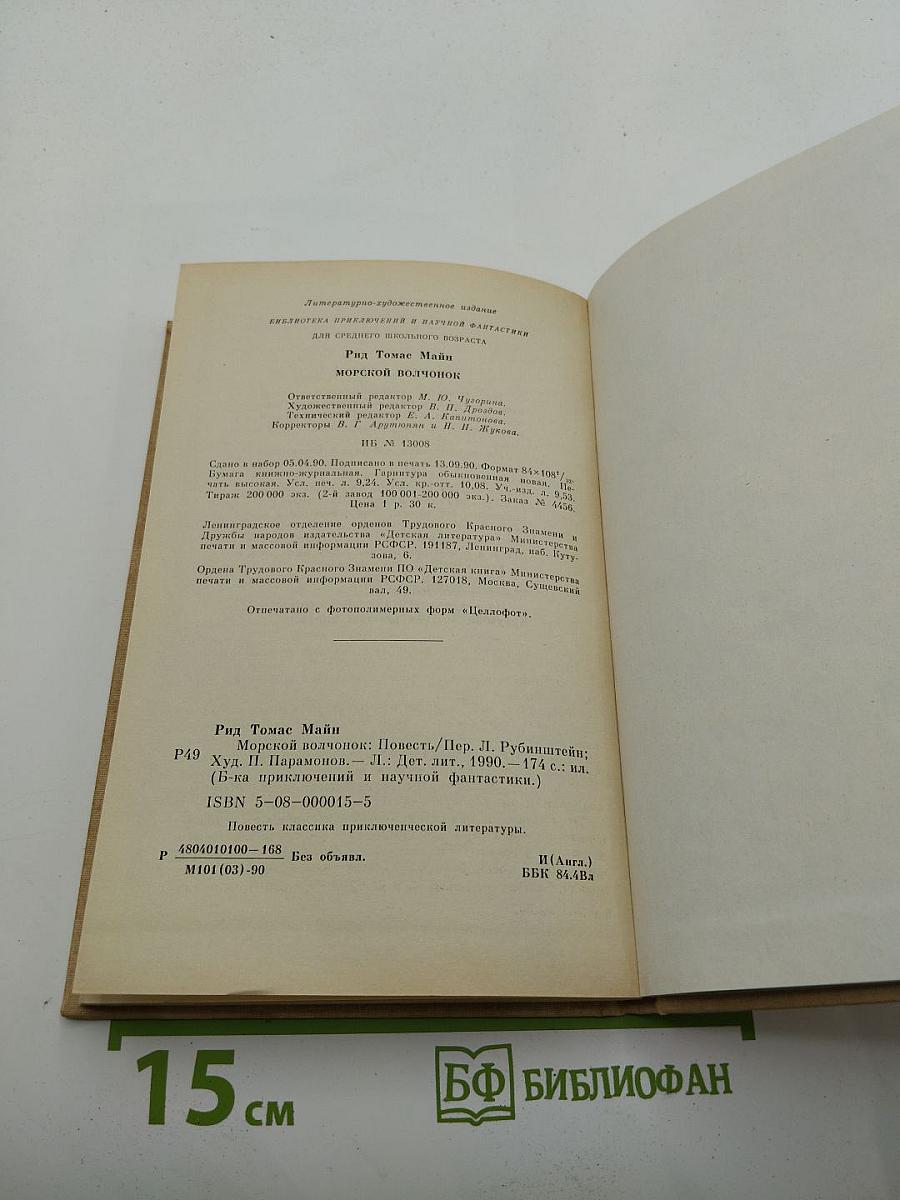 Литературно-художественное издание
БИБЛИОТЕКА ПРИКЛЮЧЕНИЙ И НАУЧНОЙ ФАНТАСТИКИ
ДЛЯ СРЕДНЕГО ШКОЛЬНОГО ВОЗРАСТА
Рид Томас Майн
МОРСКОЙ ВОЛЧОНОК
Ответственный редактор М. Ю. Чугорина.
Художественный редактор В. П. Дроздов.
Технический редактор Е. А. Капитонова.
Корректоры В. Г. Арутюнян и Н. Н. Жукова.
ИБ № 13008
Сдано в набор 05.04.90. Подписано в печать 13.09.90. Формат 84×108¹/₃₂.
Бумага книжно-журнальная. Гарнитура обыкновенная новая. Пе-
чать высокая. Усл. печ. л. 9,24. Усл. кр.-отт. 10,08. Уч.-изд. л. 9,53.
Тираж 200 000 экз. (2-й завод 100 001-200 000 экз.). Заказ № 4456.
Цена 1 р. 30 к.
Ленинградское отделение орденов Трудового Красного Знамени и
Дружбы народов издательства «Детская литература» Министерства
печати и массовой информации РСФСР. 191187, Ленинград, наб. Куту-
зова, 6.
Ордена Трудового Красного Знамени ПО «Детская книга» Министерства
печати и массовой информации РСФСР. 127018, Москва, Сущевский
вал, 49.
Отпечатано с фотополимерных форм «Целлофот».
Рид Томас Майн
Р49 Морской волчонок: Повесть/Пер. Л. Рубинштейн;
Худ. П. Парамонов.— Л.: Дет. лит., 1990.—174 с.: ил.
(Б-ка приключений и научной фантастики.)
ISBN 5—08—000015—5
Повесть классика приключенческой литературы.
Р 4804010100—168 Без объявл.
М101(03)-90
И(Англ.)
ББК 84.4Вл
15 см
БФ БИБЛИОФАН